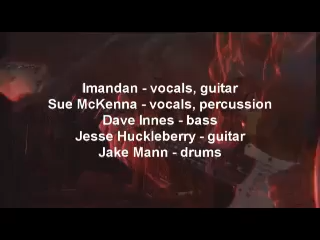 Imandan - vocals, guitar
Sue McKenna - vocals, percussion
Dave Innes - bass
Jesse Huckleberry - guitar
Jake Mann - drums